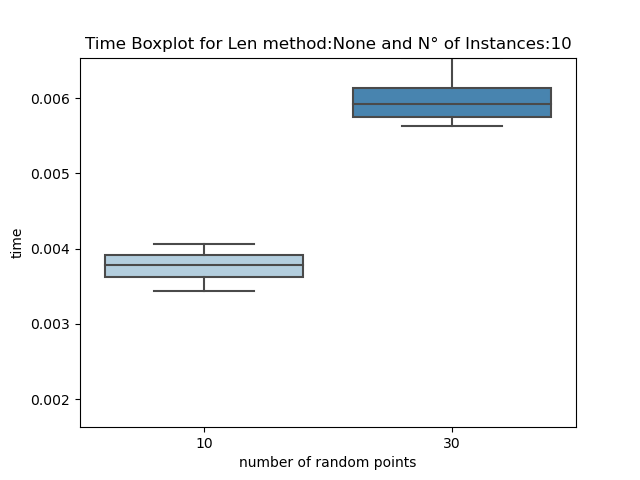 Time Boxplot for Len method:None and N° of Instances:10
0.006
0.005
0.004
0.003
0.002
time
10 30
number of random points